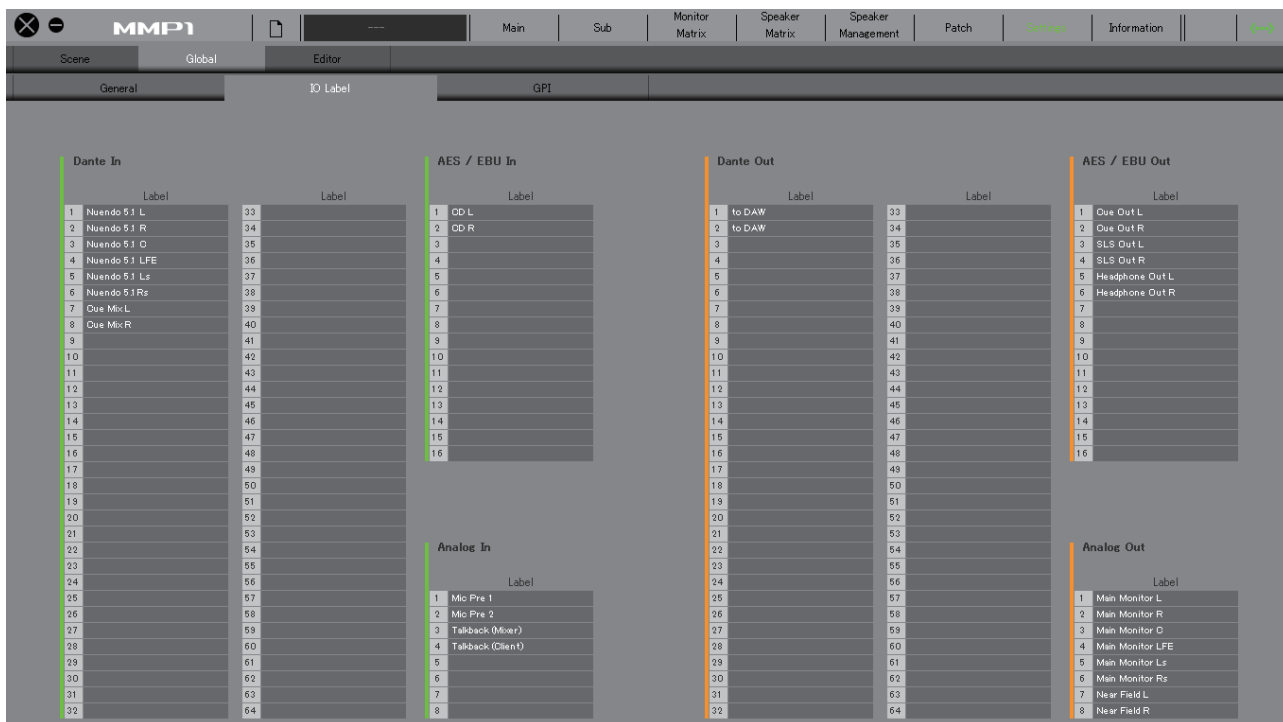 MMP1
---
Main
Sub
Monitor Matrix
Speaker Matrix
Speaker Management
Patch
Information
Scene
Global
Editor
General
IO Label
GPI
Dante In
Label
1 Nuendo 5.1 L
2 Nuendo 5.1 R
3 Nuendo 5.1 C
4 Nuendo 5.1 LFE
5 Nuendo 5.1 Ls
6 Nuendo 5.1Rs
7 Cue Mix L
8 Cue Mix R
9
10
11
12
13
14
15
16
17
18
19
20
21
22
23
24
25
26
27
28
29
30
31
32
Label
33
34
35
36
37
38
39
40
41
42
43
44
45
46
47
48
49
50
51
52
53
54
55
56
57
58
59
60
61
62
63
64
AES / EBU In
Label
1 CD L
2 CD R
3
4
5
6
7
8
9
10
11
12
13
14
15
16
Analog In
Label
1 Mic Pre 1
2 Mic Pre 2
3 Talkback (Mixer)
4 Talkback (Client)
5
6
7
8
Dante Out
Label
1 to DAW
2 to DAW
3
4
5
6
7
8
9
10
11
12
13
14
15
16
17
18
19
20
21
22
23
24
25
26
27
28
29
30
31
32
Label
33
34
35
36
37
38
39
40
41
42
43
44
45
46
47
48
49
50
51
52
53
54
55
56
57
58
59
60
61
62
63
64
AES / EBU Out
Label
1 Cue Out L
2 Cue Out R
3 SLS Out L
4 SLS Out R
5 Headphone Out L
6 Headphone Out R
7
8
9
10
11
12
13
14
15
16
Analog Out
Label
1 Main Monitor L
2 Main Monitor R
3 Main Monitor C
4 Main Monitor LFE
5 Main Monitor Ls
6 Main Monitor Rs
7 Near Field L
8 Near Field R